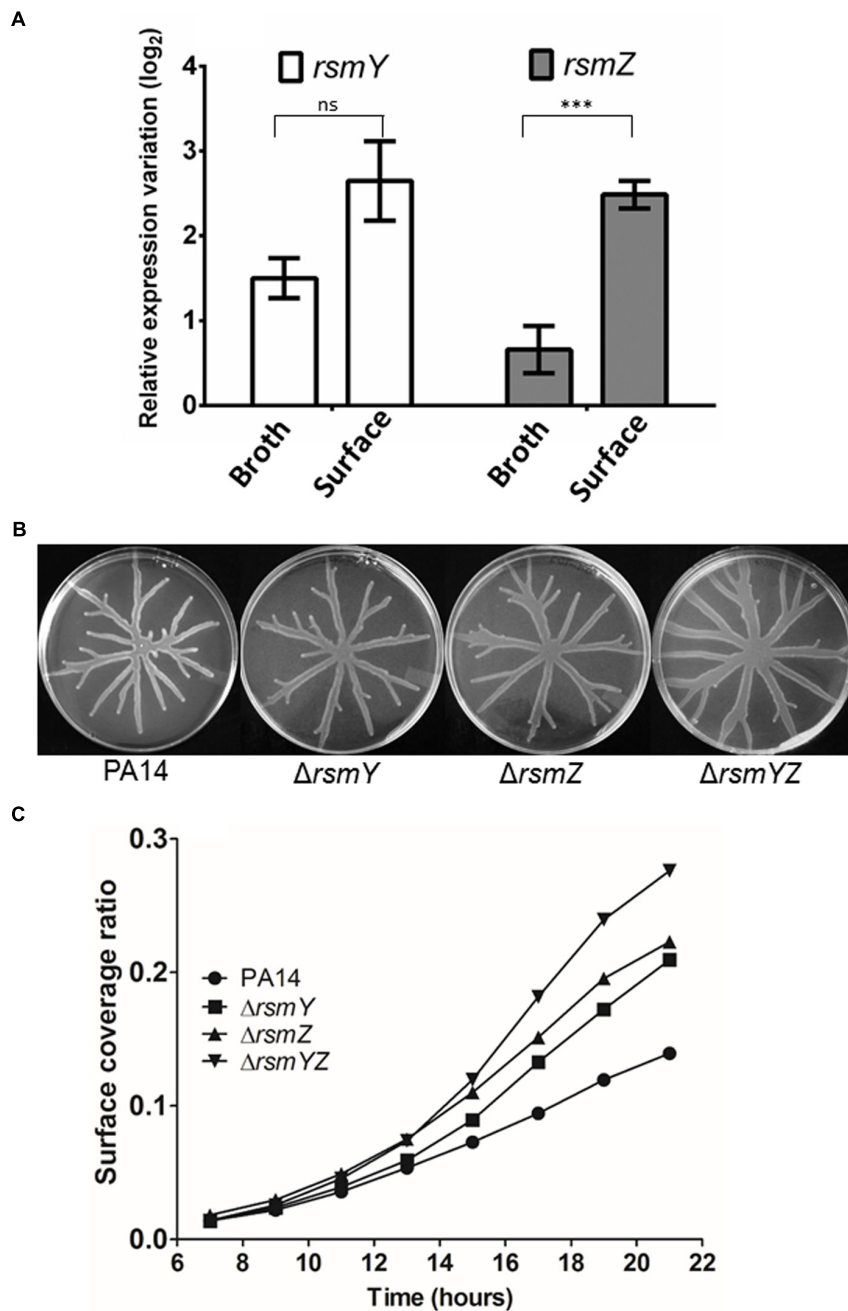 A
Relative expression variation (log₂)
rsmY
rsmZ
ns
***
4
3
2
1
0
Broth
Surface
Broth
Surface
B
PA14
ΔrsmY
ΔrsmZ
ΔrsmYZ
C
Surface coverage ratio
0.3
0.2
0.1
0.0
PA14
ΔrsmY
ΔrsmZ
ΔrsmYZ
6 8 10 12 14 16 18 20 22
Time (hours)